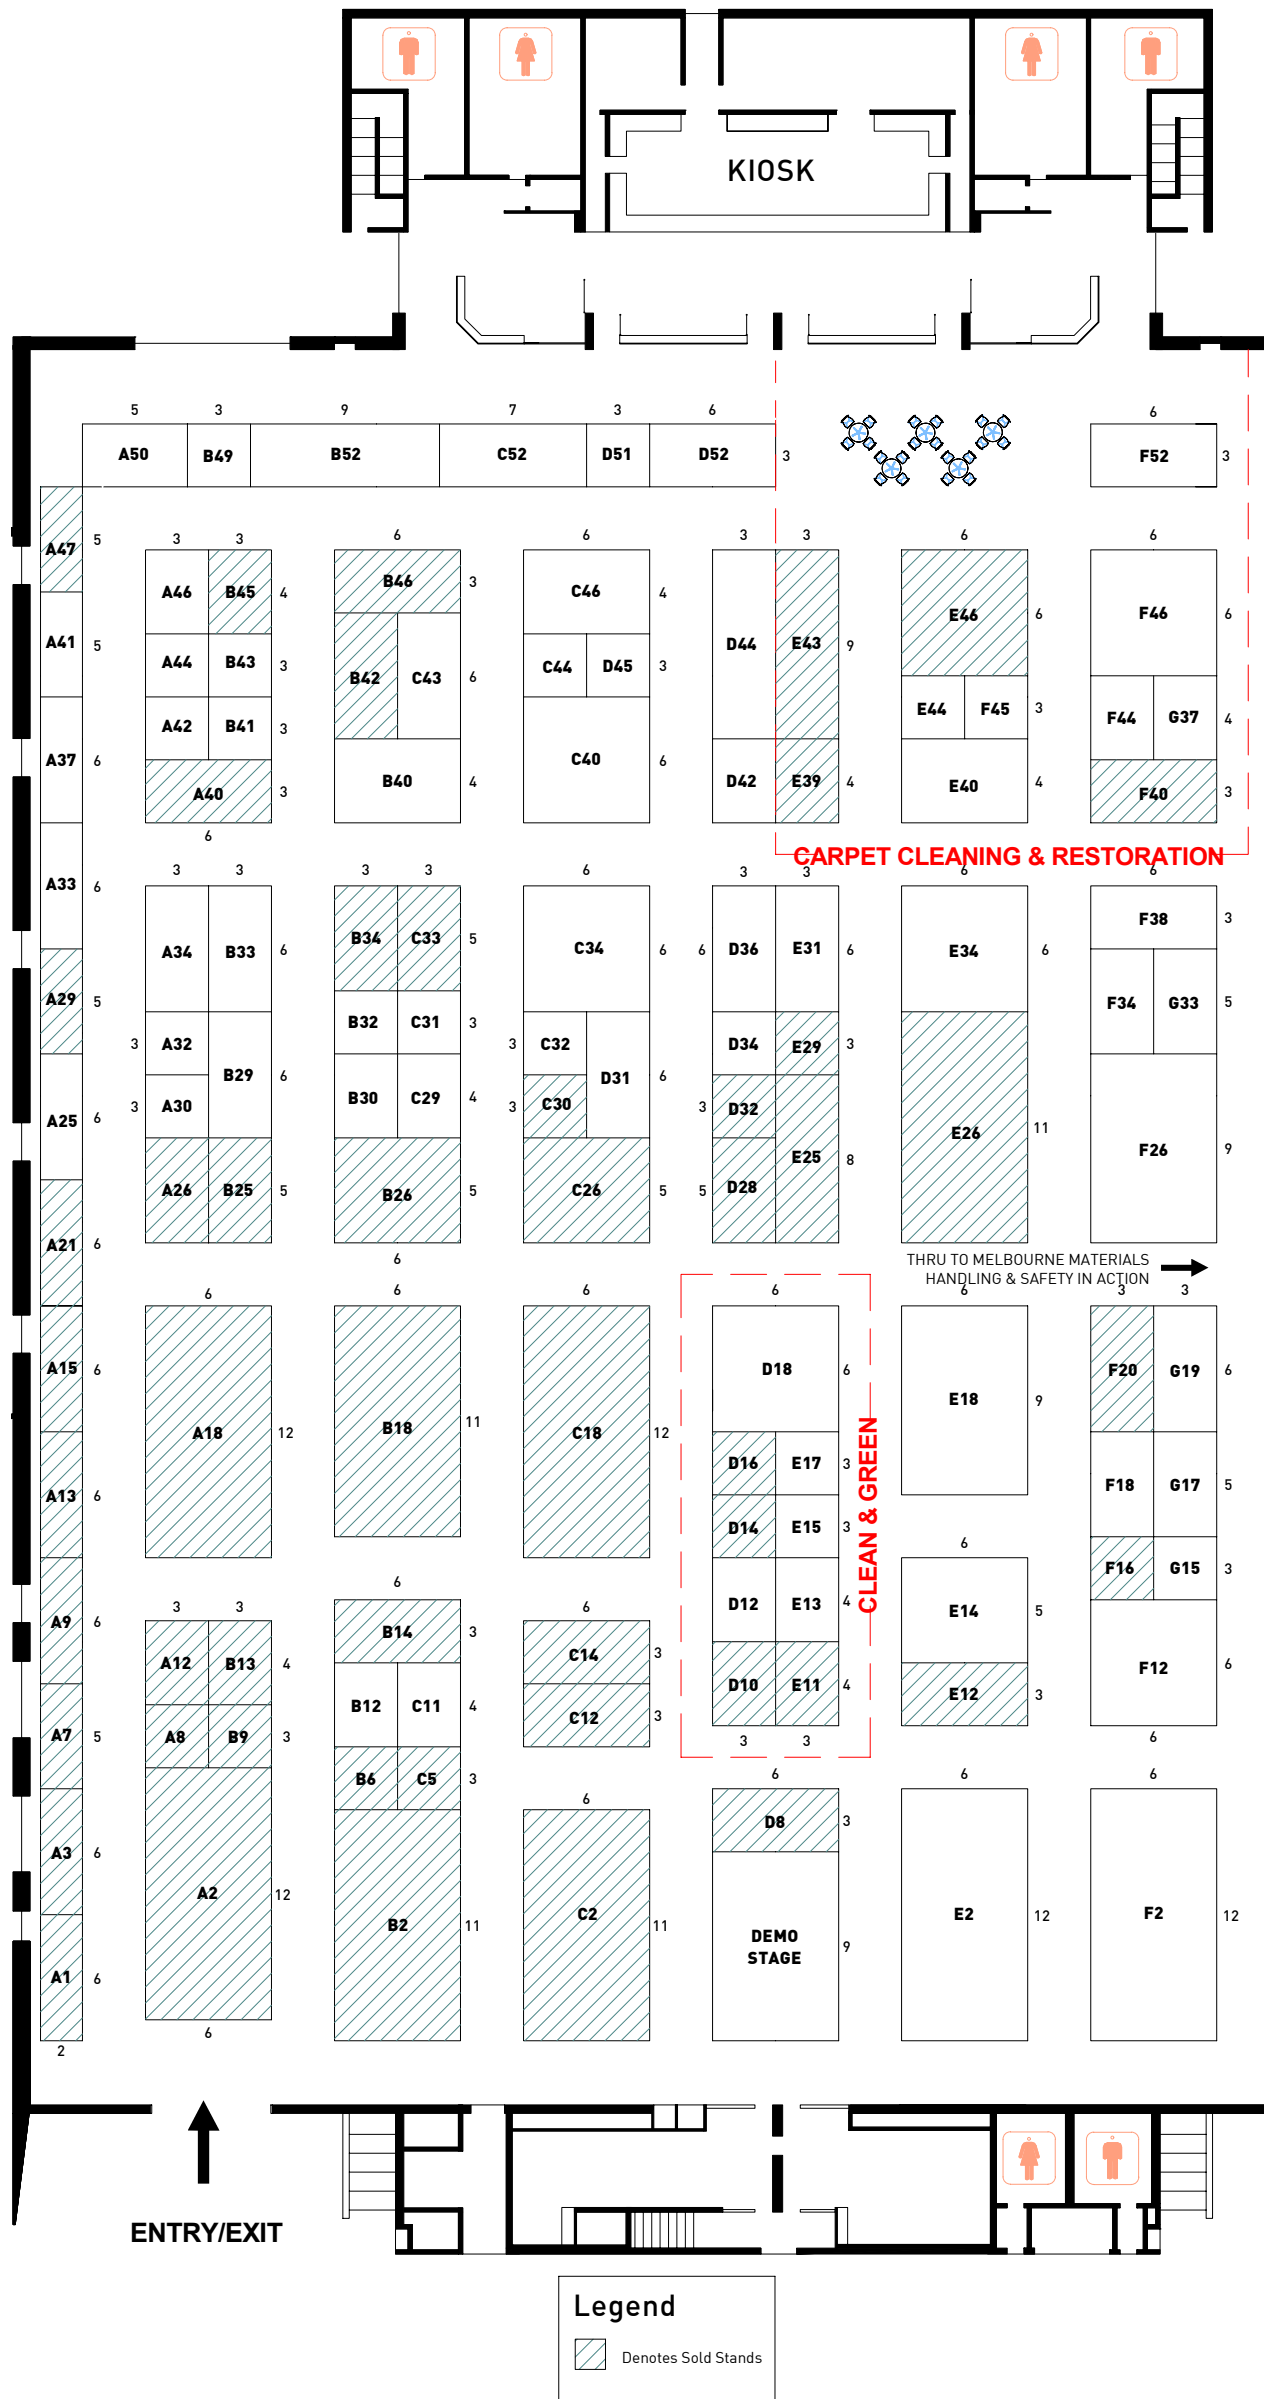 KIOSK
5 3 9 7 3 6 6
A50 B49 B52 C52 D51 D52 3 F52 3
A47 5
3 3 6 6 3 3 6 6
A46 B45 4 B46 3 C46 4 D44 E43 9 E46 6 F46 6
A41 5
A44 B43 3 B42 C43 6 C44 D45 3
E44 F45 3 F44 G37 4
A42 B41 3
A37 6
C40 6
A40 3 B40 4 D42 E39 4 E40 4 F40 3
6
CARPET CLEANING & RESTORATION
A33 6
3 3 3 3 6 3 3 6 6
F38 3
A34 B33 6 B34 C33 5 C34 6 6 D36 E31 6 E34 6
A29 5
F34 G33 5
3 A32 B32 C31 3 3 C32 D34 E29 3
B29 6 D31 6
3 A30 B30 C29 4 3 C30 3 D32
A25 6
E26 11 F26 9
E25 8
A26 B25 5 B26 5 C26 5 5 D28
A21 6
6
THRU TO MELBOURNE MATERIALS
HANDLING & SAFETY IN ACTION
6 6 6 6 6 3 3
A15 6
D18 6
F20 G19 6
E18 9
A18 12 B18 11 C18 12
CLEAN & GREEN
D16 E17 3
F18 G17 5
A13 6
D14 E15 3
6
F16 G15 3
6
D12 E13 4
E14 5
A9 6
3 3 6
B14 3
A12 B13 4 C14 3 F12 6
D10 E11 4 E12 3
B12 C11 4 C12 3
A7 5
A8 B9 3
3 3 6
B6 C5 3
6 6 6
6
D8 3
A3 6
A2 12
B2 11 C2 11
E2 12 F2 12
DEMO
STAGE
9
A1 6
6
2
ENTRY/EXIT
Legend
Denotes Sold Stands